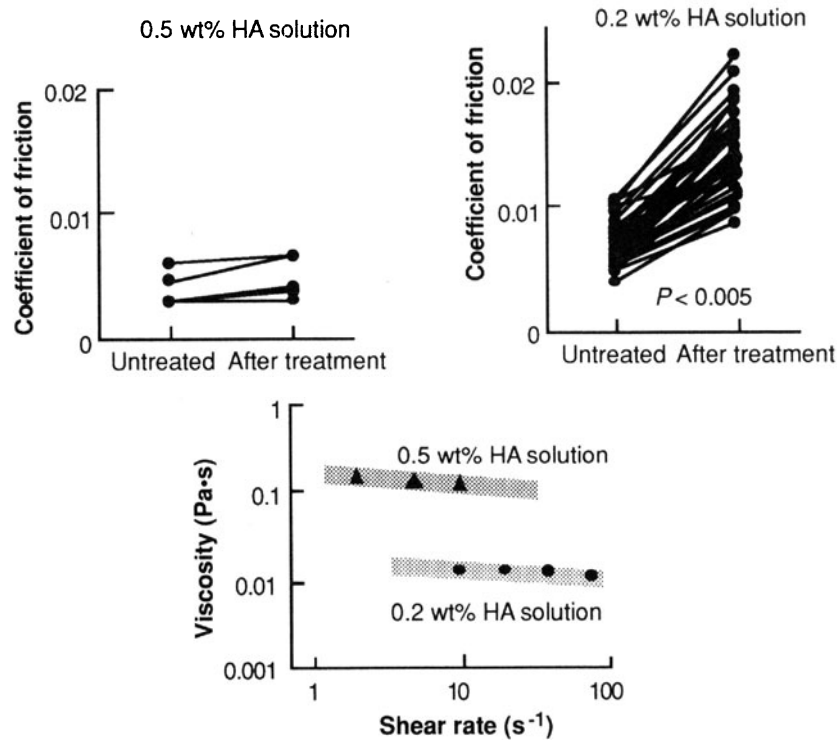 0.5 wt% HA solution
0.02
0.01
0
Coefficient of friction
Untreated After treatment
0.2 wt% HA solution
0.02
0.01
0
Coefficient of friction
P < 0.005
Untreated After treatment
1
0.1
0.01
0.001
Viscosity (Pa•s)
0.5 wt% HA solution
0.2 wt% HA solution
1 10 100
Shear rate (s⁻¹)